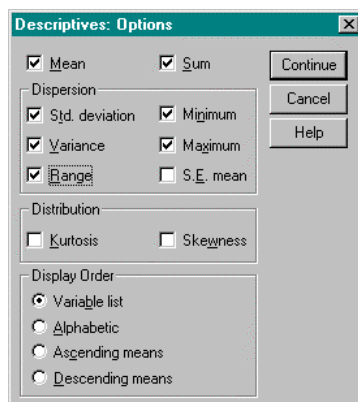 Descriptives: Options
Mean Sum Continue
Dispersion Cancel
Std. deviation Minimum
Variance Maximum Help
Range S.E. mean
Distribution
Kurtosis Skewness
Display Order
Variable list
Alphabetic
Ascending means
Descending means